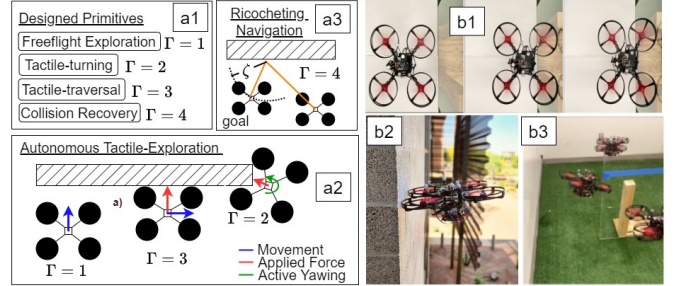 Designed Primitives
a1
Freeflight Exploration Γ = 1
Tactile-turning Γ = 2
Tactile-traversal Γ = 3
Collision Recovery Γ = 4
Ricocheting
Navigation
a3
ζ
Γ = 4
goal
Autonomous Tactile-Exploration
a2
a)
Γ = 1
Γ = 3
Γ = 2
Movement
Applied Force
Active Yawing
b1
b2
b3